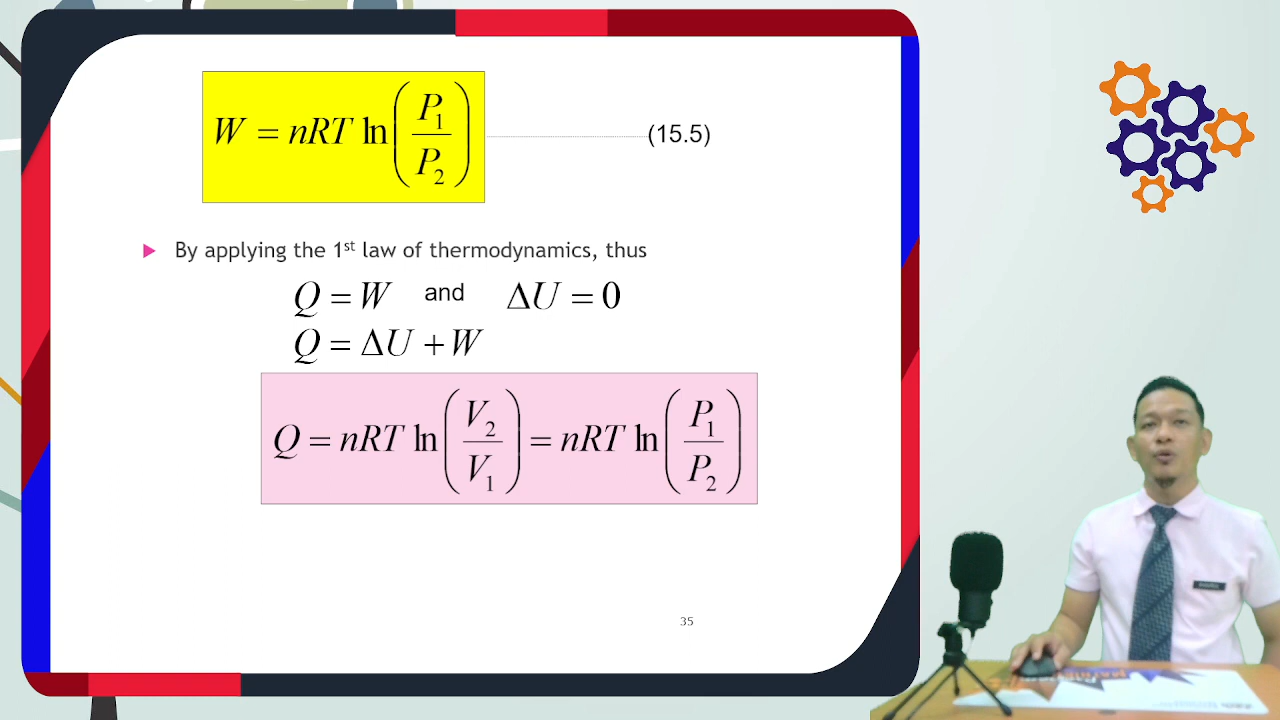 W = nRT ln(P₁/P₂) (15.5)
By applying the 1ˢᵗ law of thermodynamics, thus
Q = W and ΔU = 0
Q = ΔU + W
Q = nRT ln(V₂/V₁) = nRT ln(P₁/P₂)
35